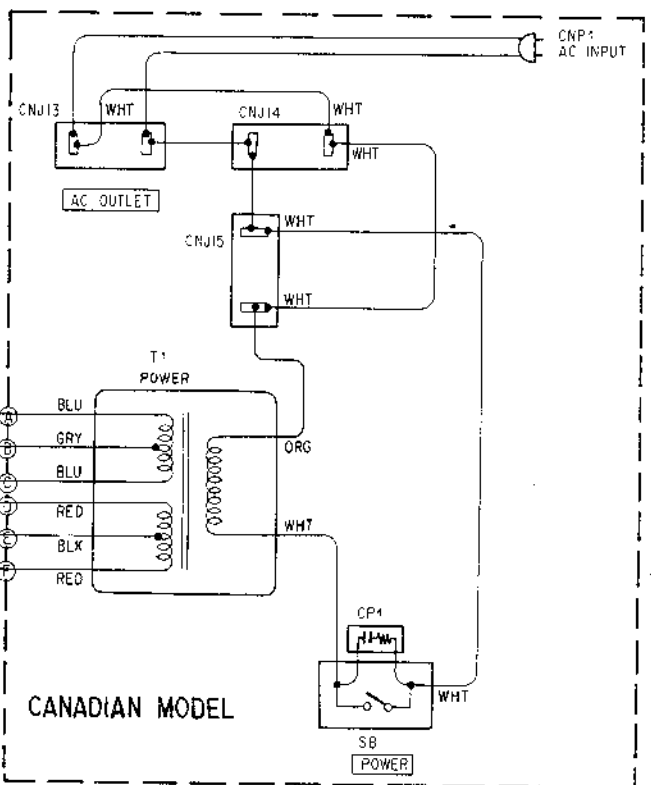 CNP1
AC INPUT
CNJ13
WHT
CNJ14
WHT
WHT
AC OUTLET
WHT
CNJ15
WHT
T1
POWER
A
BLU
B
GRY
ORG
C
BLU
D
RED
WHT
E
BLK
F
RED
CP1
CANADIAN MODEL
WHT
S8
POWER